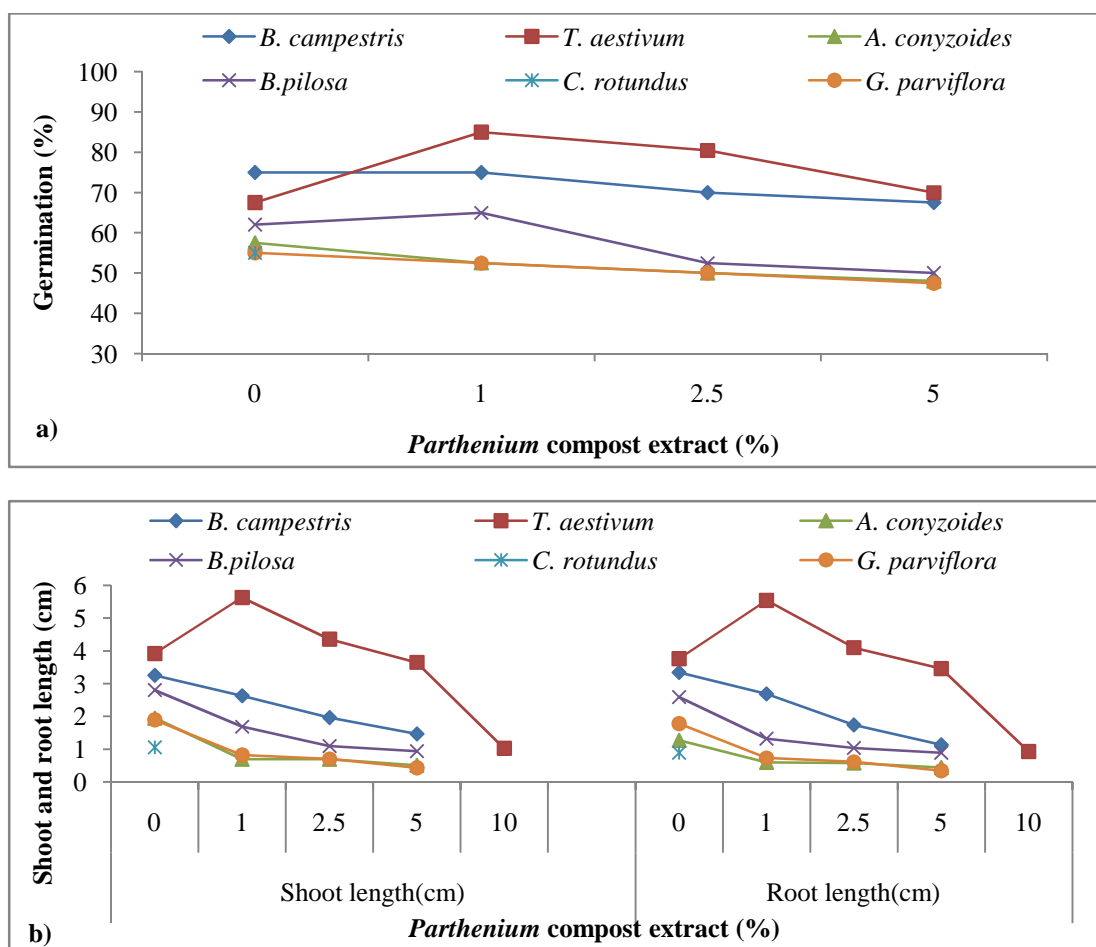 B. campestris T. aestivum A. conyzoides
B.pilosa C. rotundus G. parviflora
100
90
80
70
60
50
40
30
Germination (%)
0 1 2.5 5
a)
Parthenium compost extract (%)
B. campestris T. aestivum A. conyzoides
B.pilosa C. rotundus G. parviflora
6
5
4
3
2
1
0
Shoot and root length (cm)
0 1 2.5 5 10 0 1 2.5 5 10
Shoot length(cm) Root length(cm)
b) Parthenium compost extract (%)